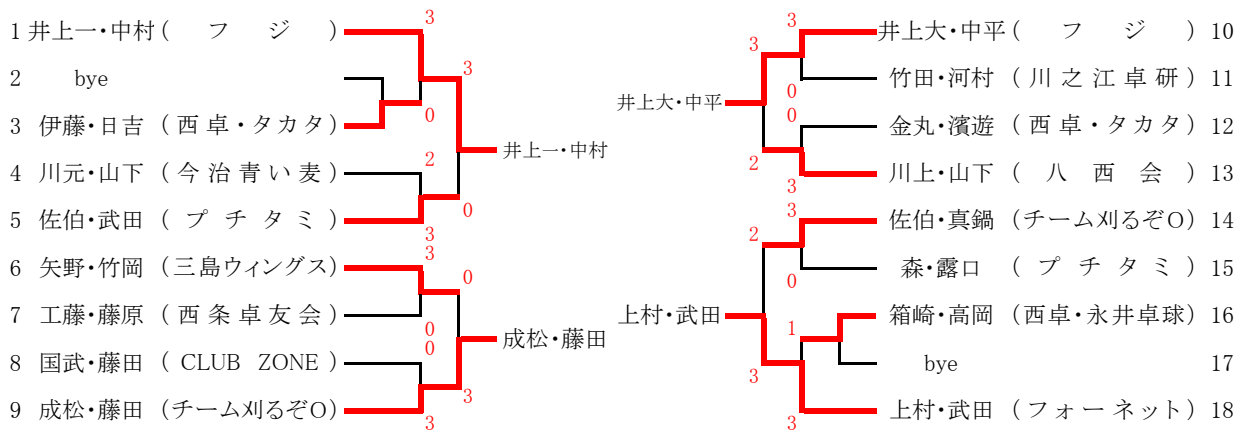 1 井上一・中村 (フジ)
2 bye
3 伊藤・日吉 (西卓・タカタ)
4 川元・山下 (今治青い麦)
5 佐伯・武田 (プチタミ)
6 矢野・竹岡 (三島ウィングス)
7 工藤・藤原 (西条卓友会)
8 国武・藤田 (CLUB ZONE)
9 成松・藤田 (チーム刈るぞO)
3
3
0
2
0
3
3
0
0
0
3
3
井上一・中村
成松・藤田
井上大・中平
上村・武田
3
3
0
0
2
3
3
2
0
1
3
3
井上大・中平 (フジ) 10
竹田・河村 (川之江卓研) 11
金丸・濱遊 (西卓・タカタ) 12
川上・山下 (八西会) 13
佐伯・真鍋 (チーム刈るぞO) 14
森・露口 (プチタミ) 15
箱崎・高岡 (西卓・永井卓球) 16
bye 17
上村・武田 (フォーネット) 18